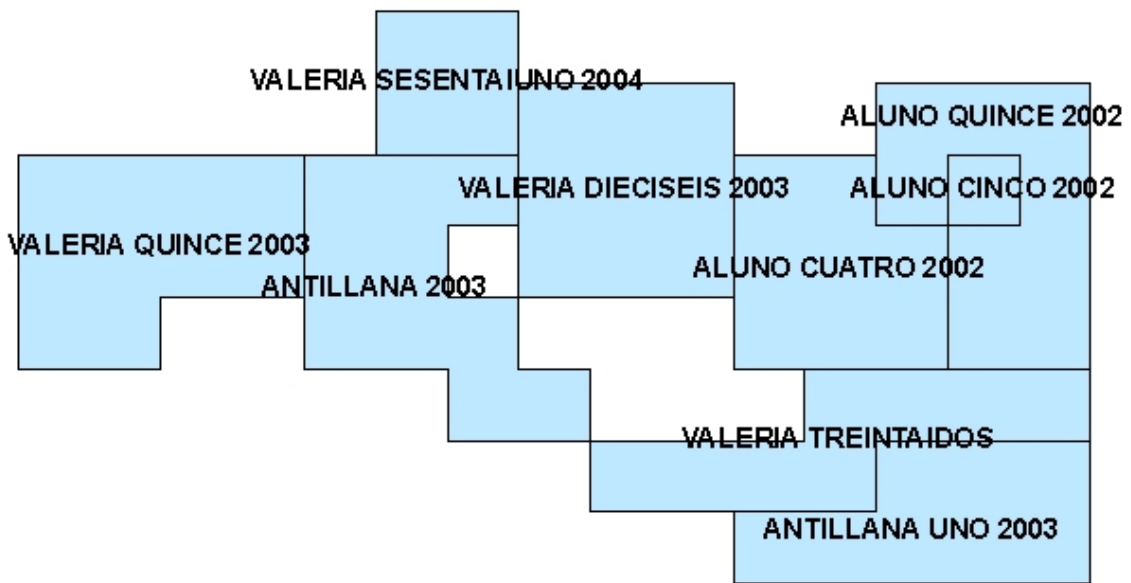 VALERIA SESENTAIUNO 2004
ALUNO QUINCE 2002
VALERIA DIECISEIS 2003
ALUNO CINCO 2002
VALERIA QUINCE 2003
ALUNO CUATRO 2002
ANTILLANA 2003
VALERIA TREINTAIDOS
ANTILLANA UNO 2003